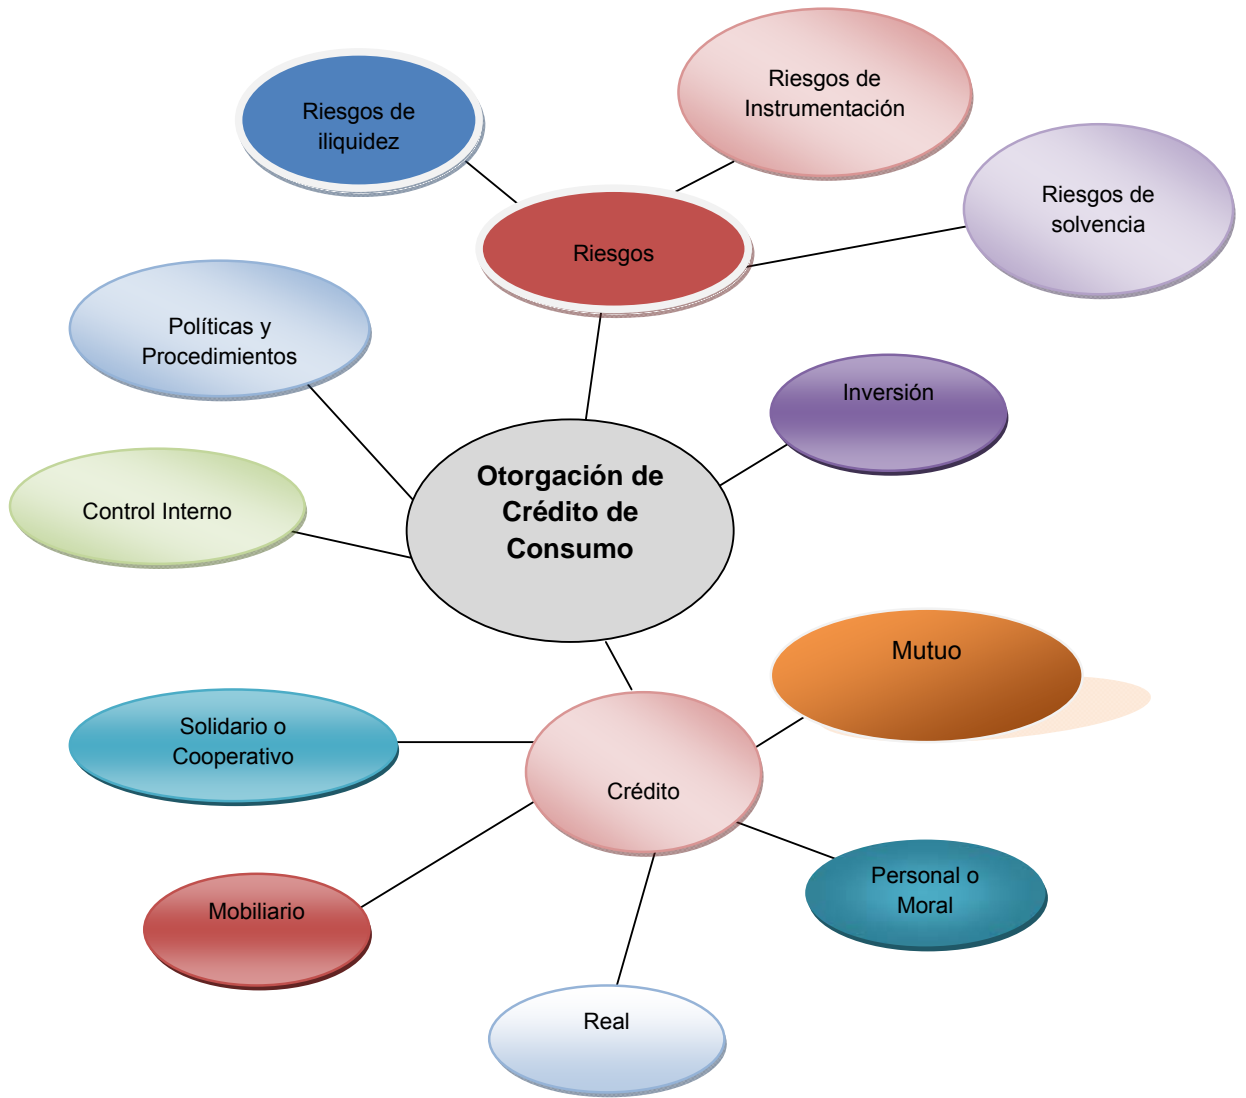 Riesgos de
Instrumentación
Riesgos de
iliquidez
Riesgos de
solvencia
Riesgos
Políticas y
Procedimientos
Inversión
Otorgación de
Crédito de
Consumo
Control Interno
Mutuo
Solidario o
Cooperativo
Crédito
Personal o
Moral
Mobiliario
Real